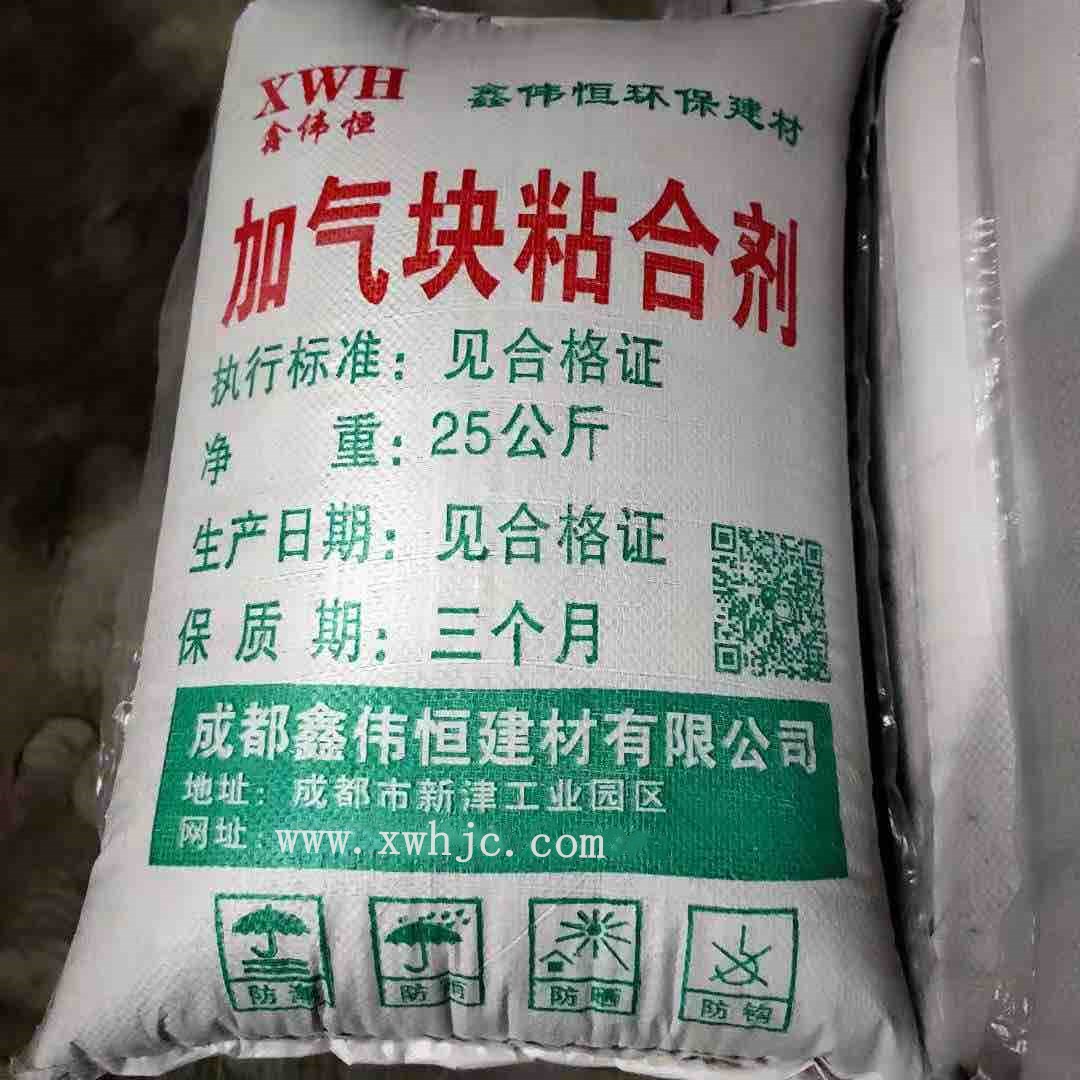 XWH
鑫伟恒
鑫伟恒环保建材
加气块粘合剂
执行标准：见合格证
净 重：25公斤
生产日期：见合格证
保质期：三个月
成都鑫伟恒建材有限公司
地址：成都市新津工业园区
网址：www.xwhjc.com
防潮 防雨 防晒 防钩